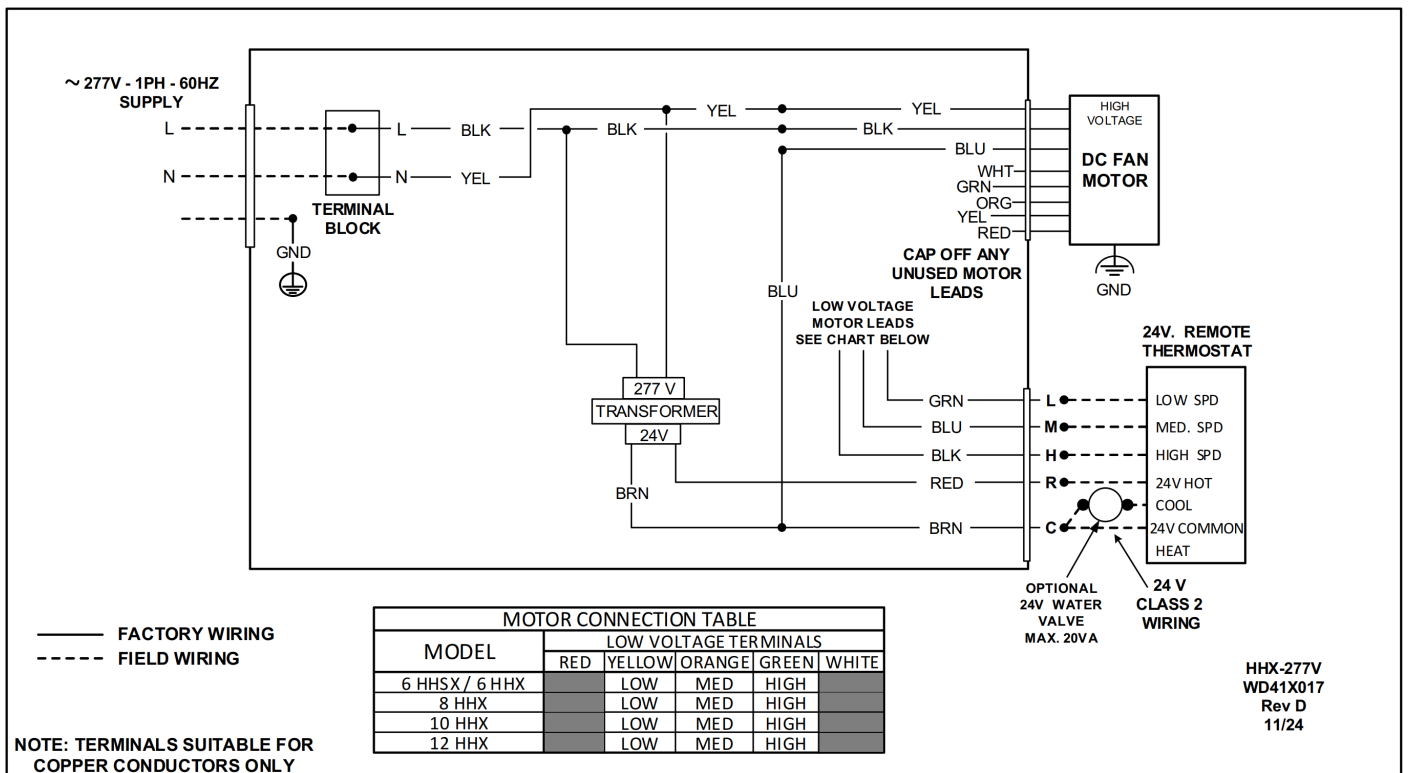 ~ 277V - 1PH - 60HZ
SUPPLY
L
N
L
BLK
N
YEL
TERMINAL
BLOCK
GND
BLK
YEL
YEL
BLK
BLU
WHT
GRN
ORG
YEL
RED
HIGH
VOLTAGE
DC FAN
MOTOR
GND
CAP OFF ANY
UNUSED MOTOR
LEADS
BLU
LOW VOLTAGE
MOTOR LEADS
SEE CHART BELOW
277 V
TRANSFORMER
24V
BRN
24V. REMOTE
THERMOSTAT
GRN L LOW SPD
BLU M MED. SPD
BLK H HIGH SPD
RED R 24V HOT
COOL
BRN C 24V COMMON
HEAT
OPTIONAL
24V WATER
VALVE
MAX. 20VA
24 V
CLASS 2
WIRING
FACTORY WIRING
FIELD WIRING
MOTOR CONNECTION TABLE
MODEL
LOW VOLTAGE TERMINALS
RED YELLOW ORANGE GREEN WHITE
6 HHSX / 6 HHX LOW MED HIGH
8 HHX LOW MED HIGH
10 HHX LOW MED HIGH
12 HHX LOW MED HIGH
HHX-277V
WD41X017
Rev D
11/24
NOTE: TERMINALS SUITABLE FOR
COPPER CONDUCTORS ONLY